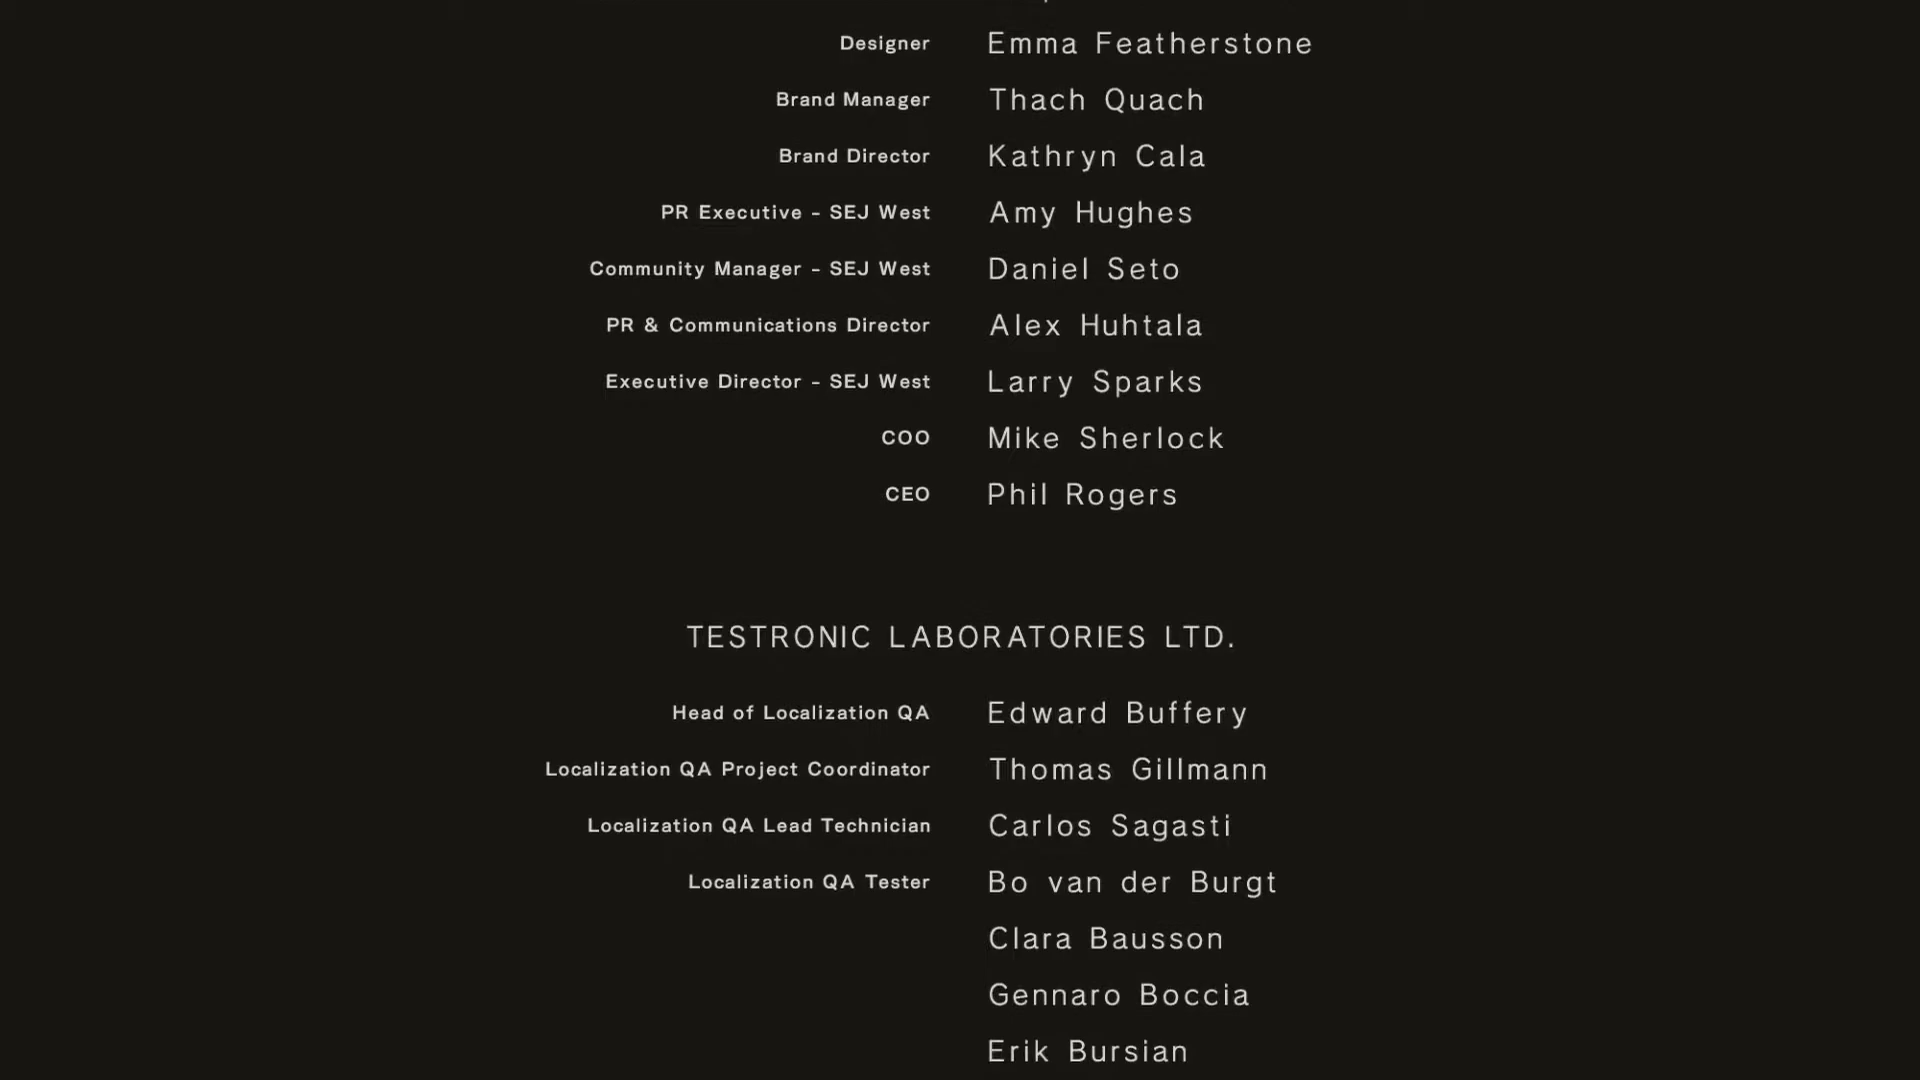 Designer Emma Featherstone
Brand Manager Thach Quach
Brand Director Kathryn Cala
PR Executive - SEJ West Amy Hughes
Community Manager - SEJ West Daniel Seto
PR & Communications Director Alex Huhtala
Executive Director - SEJ West Larry Sparks
COO Mike Sherlock
CEO Phil Rogers
TESTRONIC LABORATORIES LTD.
Head of Localization QA Edward Buffery
Localization QA Project Coordinator Thomas Gillmann
Localization QA Lead Technician Carlos Sagasti
Localization QA Tester Bo van der Burgt
Clara Bausson
Gennaro Boccia
Erik Bursian